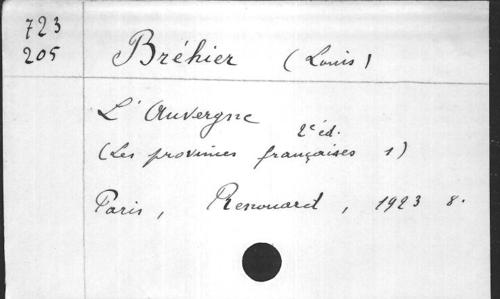 723
205
Bréhier (Louis)
L'Auvergne
2e éd.
(Les provinces françaises 1)
Paris, Renouard, 1923 8.